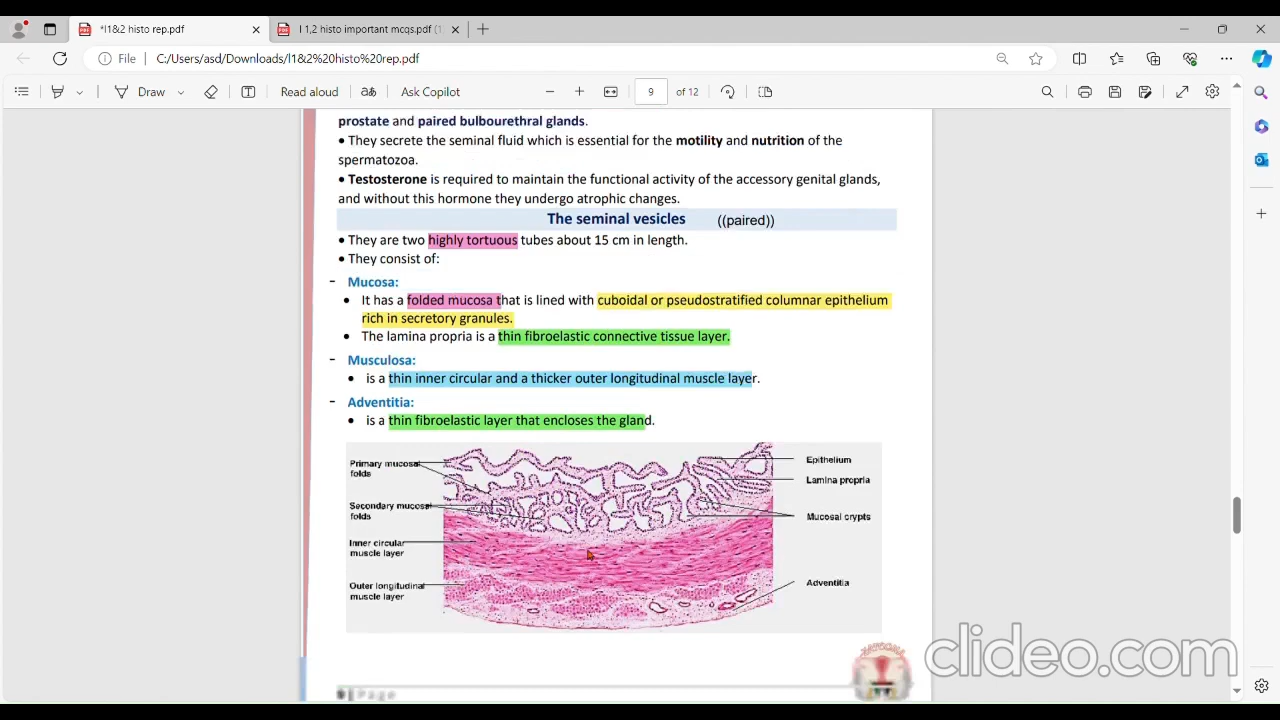 *l1&2 histo rep.pdf
l 1,2 histo important mcqs.pdf (1
File
C:/Users/asd/Downloads/l1&2%20histo%20rep.pdf
Draw
Read aloud
aあ
Ask Copilot
9
of 12
prostate and paired bulbourethral glands.
• They secrete the seminal fluid which is essential for the motility and nutrition of the
spermatozoa.
• Testosterone is required to maintain the functional activity of the accessory genital glands,
and without this hormone they undergo atrophic changes.
The seminal vesicles ((paired))
• They are two highly tortuous tubes about 15 cm in length.
• They consist of:
- Mucosa:
• It has a folded mucosa that is lined with cuboidal or pseudostratified columnar epithelium
rich in secretory granules.
• The lamina propria is a thin fibroelastic connective tissue layer.
- Musculosa:
• is a thin inner circular and a thicker outer longitudinal muscle layer.
- Adventitia:
• is a thin fibroelastic layer that encloses the gland.
Primary mucosal
folds
Secondary mucosal
folds
Inner circular
muscle layer
Outer longitudinal
muscle layer
Epithelium
Lamina propria
Mucosal crypts
Adventitia
9 | Page
clideo.com